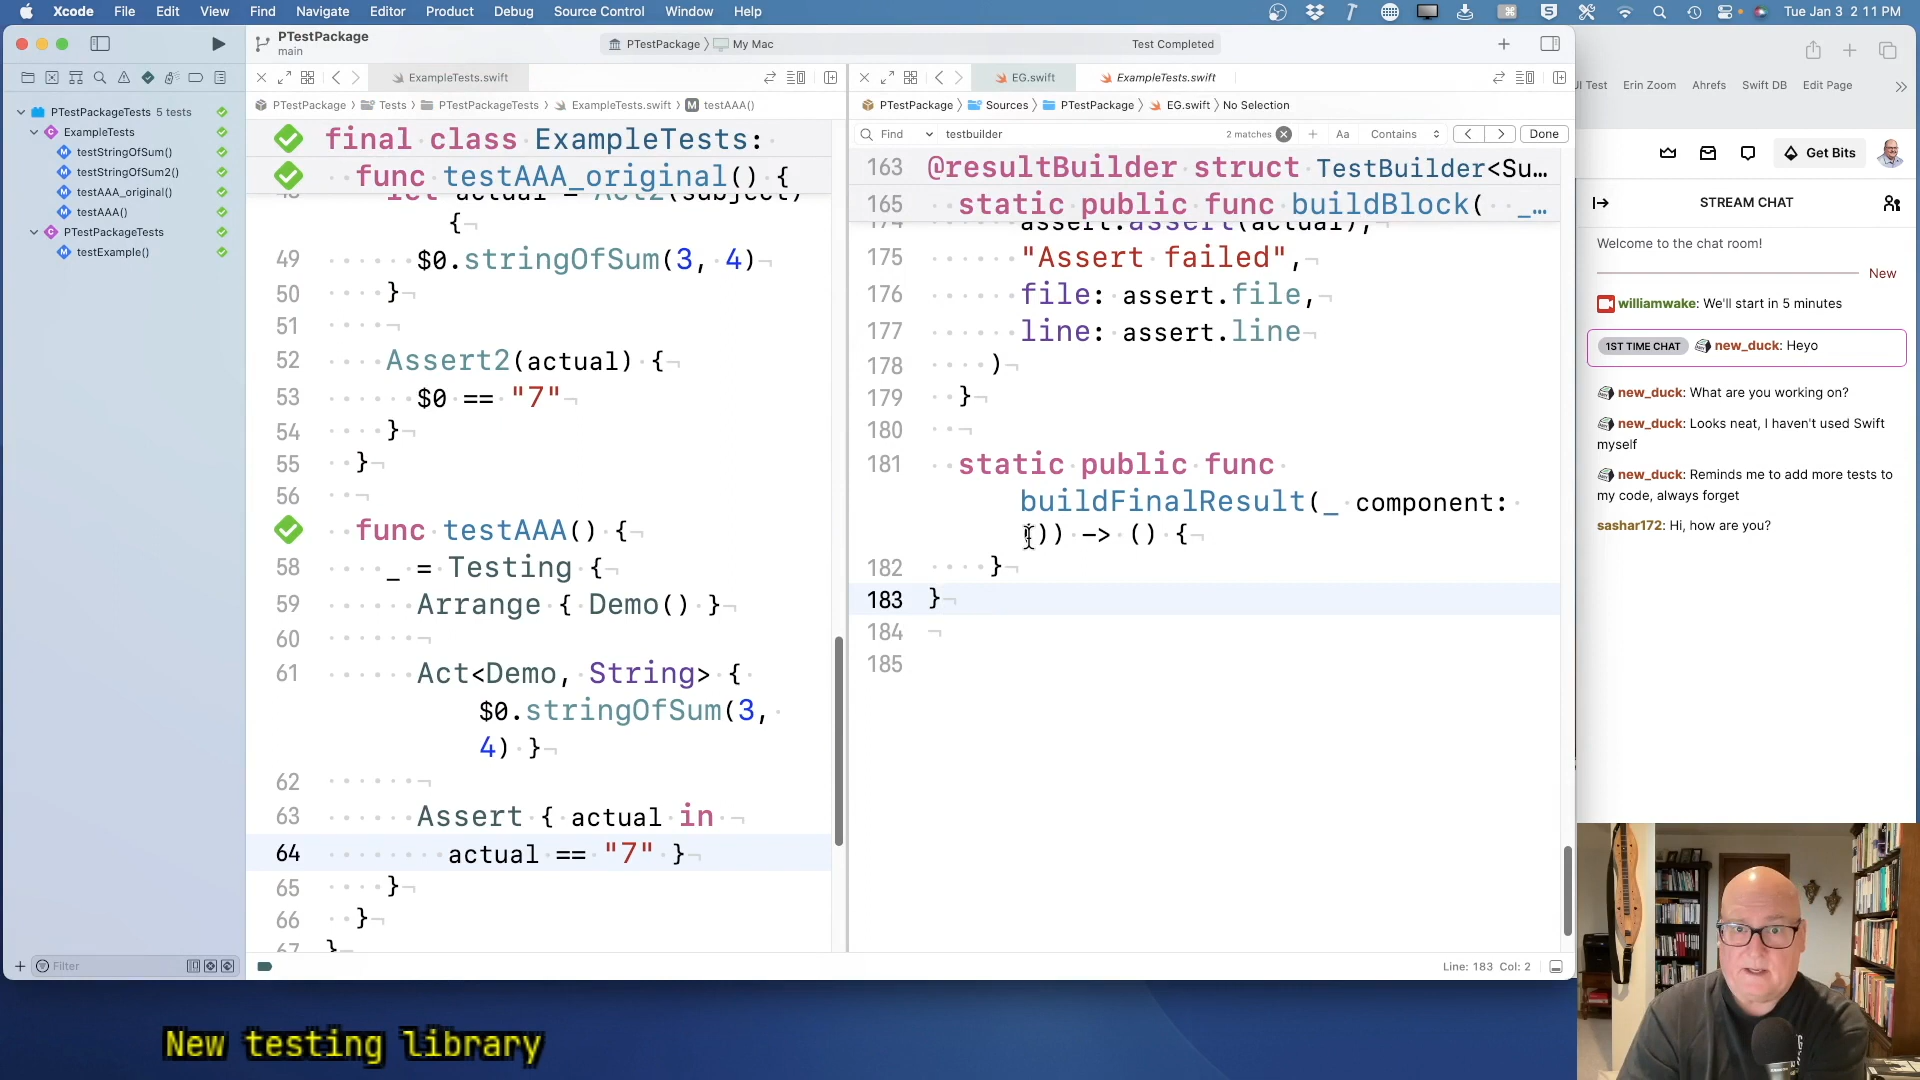 Xcode File Edit View Find Navigate Editor Product Debug Source Control Window Help Tue Jan 3 2 11 PM
PTestPackage
main
PTestPackage My Mac Test Completed
ExampleTests.swift
EG.swift ExampleTests.swift
UI Test Erin Zoom Ahrefs Swift DB Edit Page
PTestPackageTests 5 tests
ExampleTests
testStringOfSum()
testStringOfSum2()
testAAA_original()
testAAA()
PTestPackageTests
testExample()
Filter
PTestPackage Tests PTestPackageTests ExampleTests.swift M testAAA()
final class ExampleTests:
func testAAA_original() {
let actual = Act2(subject)
{
49 $0.stringOfSum(3, 4)
50 }
51
52 Assert2(actual) {
53 $0 == "7"
54 }
55 }
56
func testAAA() {
58 _ = Testing {
59 Arrange { Demo() }
60
61 Act<Demo, String> {
$0.stringOfSum(3,
4) }
62
63 Assert { actual in
64 actual == "7" }
65 }
66 }
67 }
PTestPackage Sources PTestPackage EG.swift No Selection
Find testbuilder 2 matches Aa Contains Done
163 @resultBuilder struct TestBuilder<Su...
165 static public func buildBlock( _...
174 assert.assert(actual),
175 "Assert failed",
176 file: assert.file,
177 line: assert.line
178 )
179 }
180
181 static public func
buildFinalResult(_ component:
()) -> () {
182 }
183 }
184
185
Line: 183 Col: 2
Get Bits
STREAM CHAT
Welcome to the chat room!
New
williamwake: We'll start in 5 minutes
1ST TIME CHAT new_duck: Heyo
new_duck: What are you working on?
new_duck: Looks neat, I haven't used Swift
myself
new_duck: Reminds me to add more tests to
my code, always forget
sashar172: Hi, how are you?
New testing library